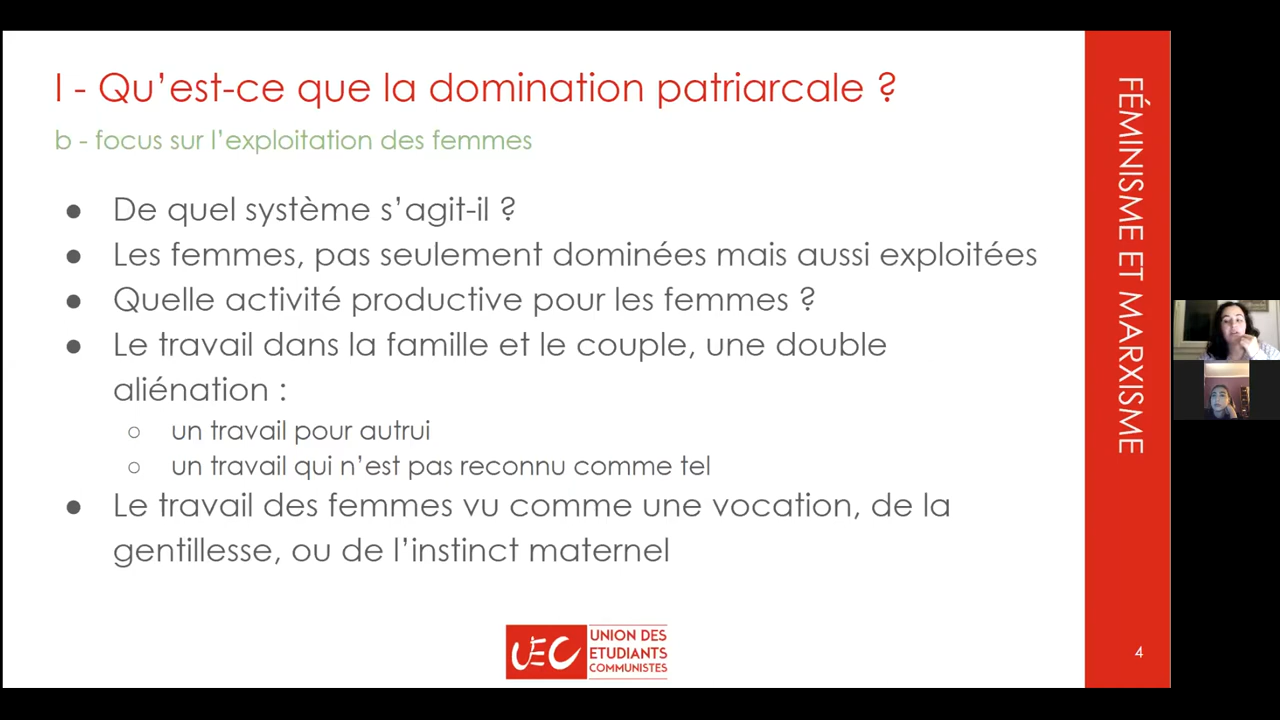 I - Qu’est-ce que la domination patriarcale ?
b - focus sur l’exploitation des femmes
● De quel système s’agit-il ?
● Les femmes, pas seulement dominées mais aussi exploitées
● Quelle activité productive pour les femmes ?
● Le travail dans la famille et le couple, une double
aliénation :
○ un travail pour autrui
○ un travail qui n’est pas reconnu comme tel
● Le travail des femmes vu comme une vocation, de la
gentillesse, ou de l’instinct maternel
FÉMINISME ET MARXISME
UEC
UNION DES
ETUDIANTS
COMMUNISTES
4